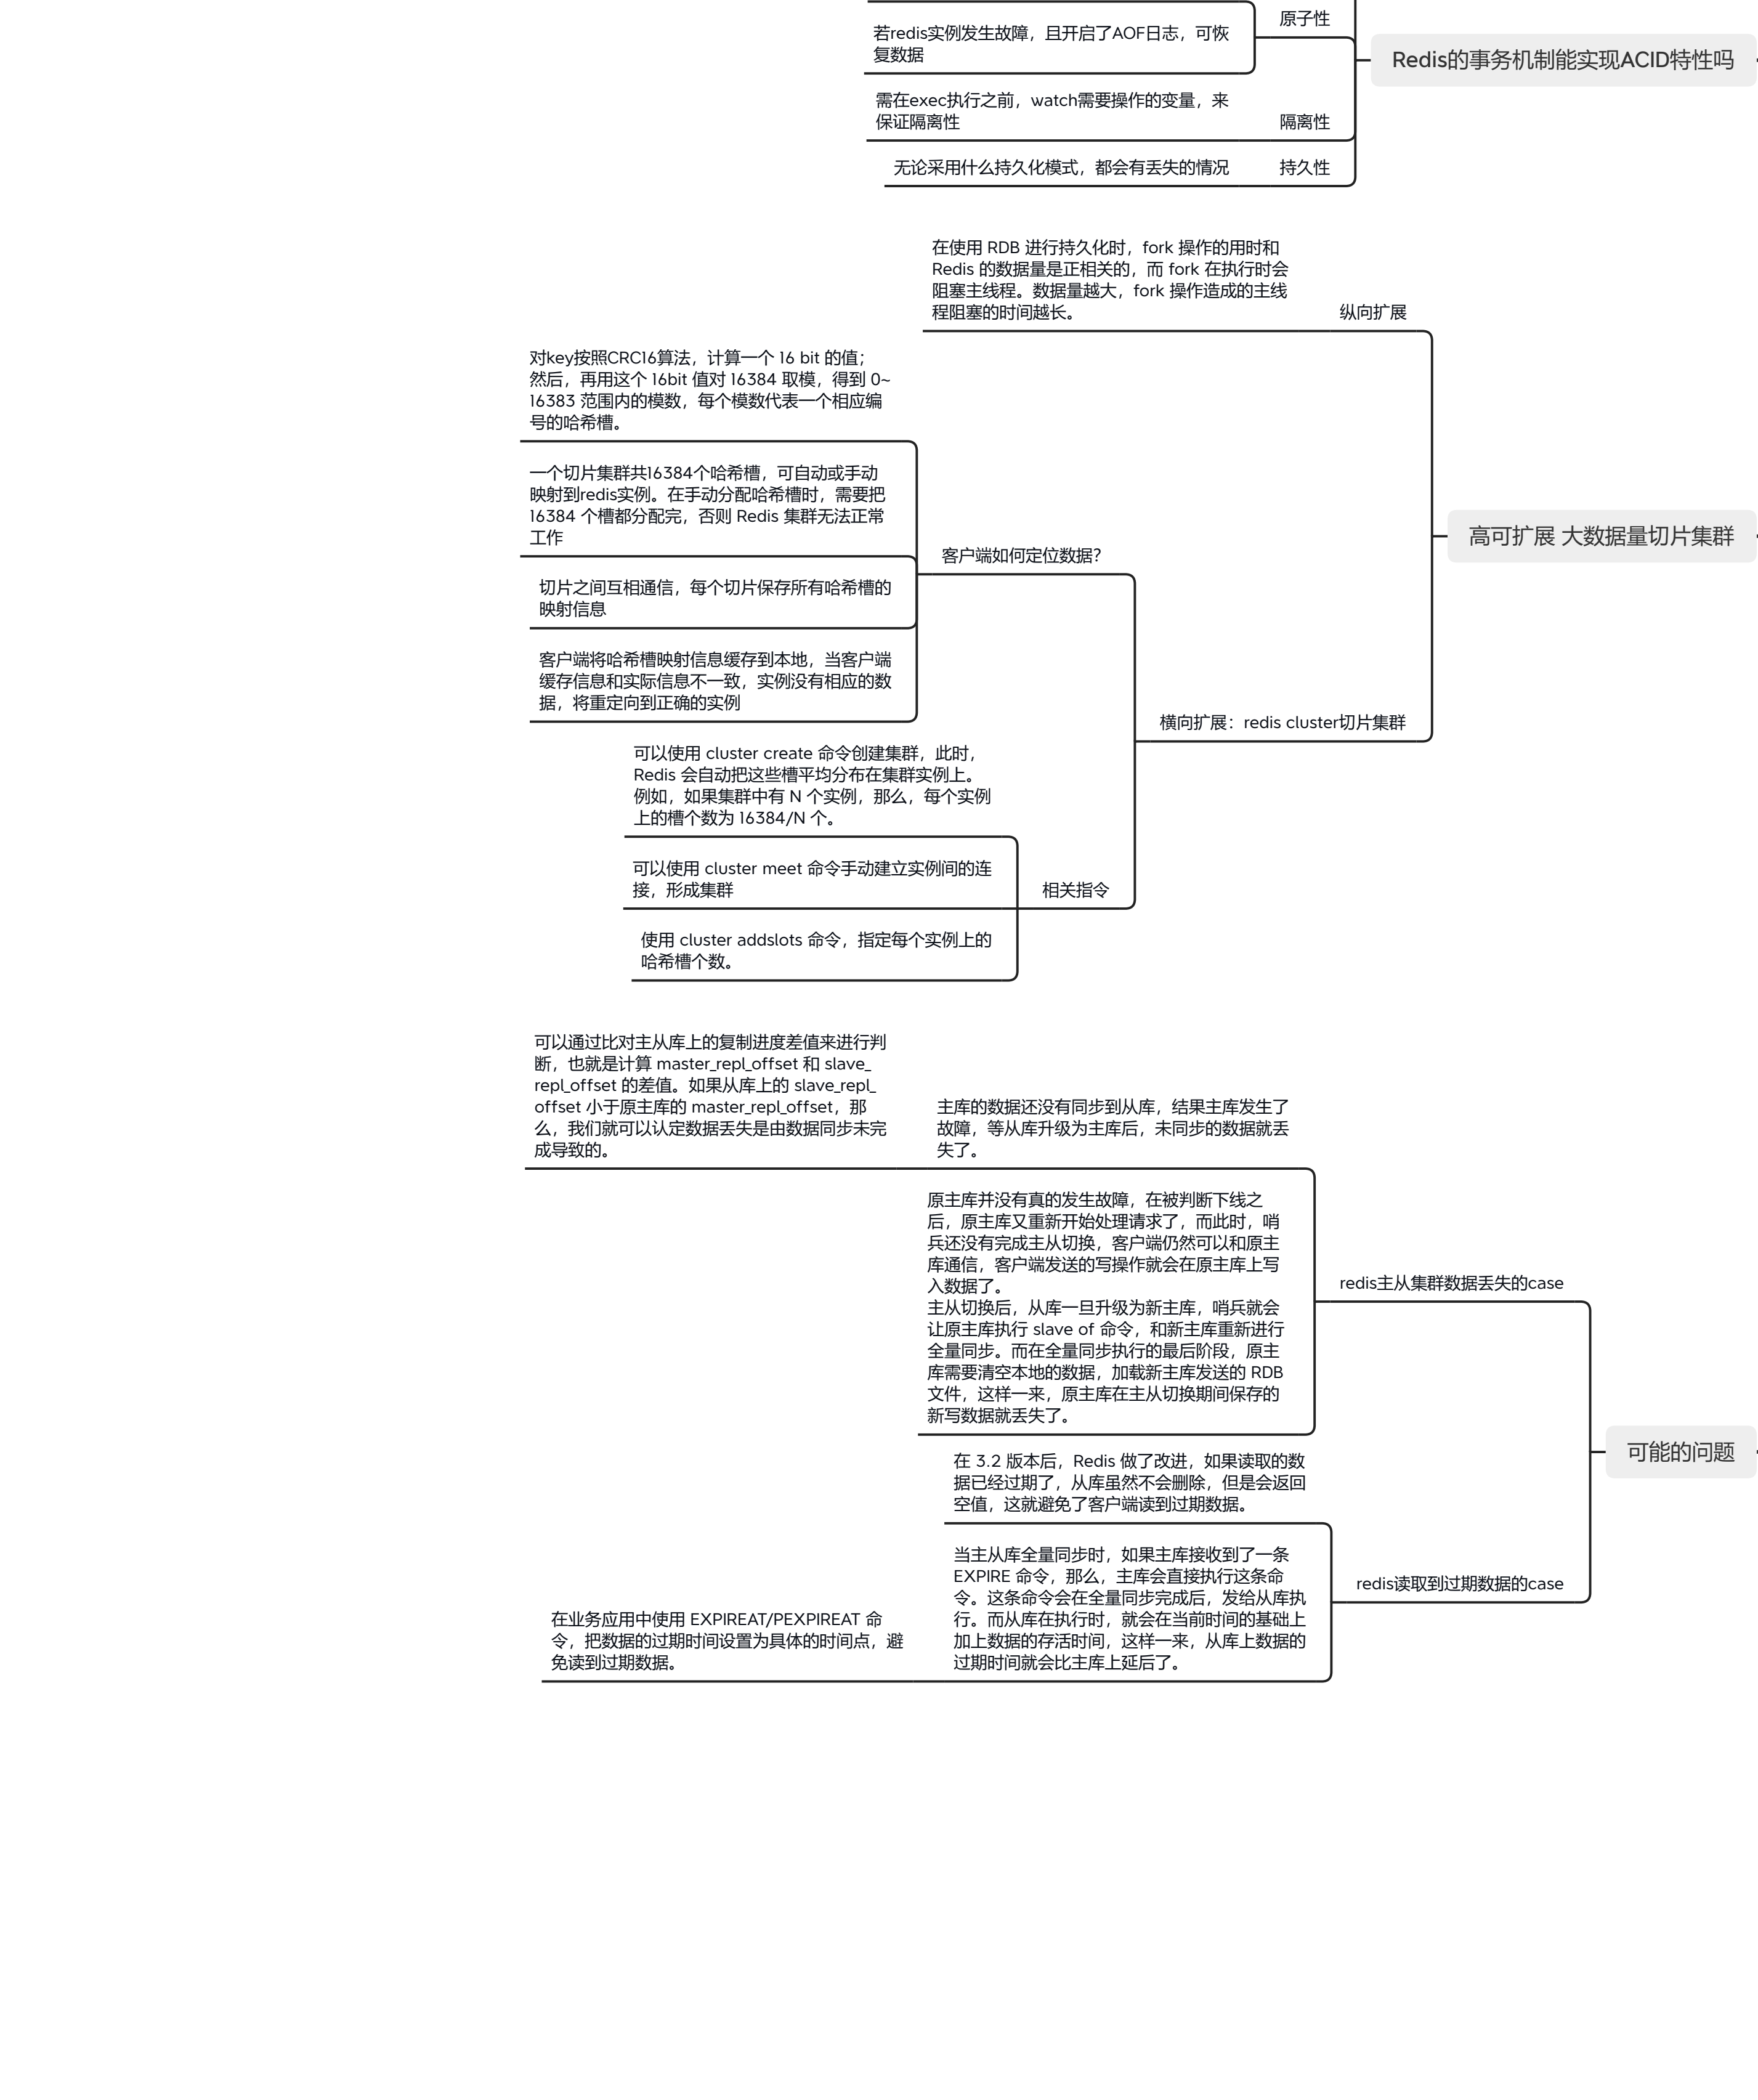 原子性
若redis实例发生故障，且开启了AOF日志，可恢
复数据
Redis的事务机制能实现ACID特性吗
需在exec执行之前，watch需要操作的变量，来
保证隔离性
隔离性
无论采用什么持久化模式，都会有丢失的情况
持久性
在使用 RDB 进行持久化时，fork 操作的用时和
Redis 的数据量是正相关的，而 fork 在执行时会
阻塞主线程。数据量越大，fork 操作造成的主线
程阻塞的时间越长。
纵向扩展
对key按照CRC16算法，计算一个 16 bit 的值；
然后，再用这个 16bit 值对 16384 取模，得到 0~
16383 范围内的模数，每个模数代表一个相应编
号的哈希槽。
一个切片集群共16384个哈希槽，可自动或手动
映射到redis实例。在手动分配哈希槽时，需要把
16384 个槽都分配完，否则 Redis 集群无法正常
工作
客户端如何定位数据？
高可扩展 大数据量切片集群
切片之间互相通信，每个切片保存所有哈希槽的
映射信息
客户端将哈希槽映射信息缓存到本地，当客户端
缓存信息和实际信息不一致，实例没有相应的数
据，将重定向到正确的实例
横向扩展：redis cluster切片集群
可以使用 cluster create 命令创建集群，此时，
Redis 会自动把这些槽平均分布在集群实例上。
例如，如果集群中有 N 个实例，那么，每个实例
上的槽个数为 16384/N 个。
可以使用 cluster meet 命令手动建立实例间的连
接，形成集群
相关指令
使用 cluster addslots 命令，指定每个实例上的
哈希槽个数。
可以通过比对主从库上的复制进度差值来进行判
断，也就是计算 master_repl_offset 和 slave_
repl_offset 的差值。如果从库上的 slave_repl_
offset 小于原主库的 master_repl_offset，那
么，我们就可以认定数据丢失是由数据同步未完
成导致的。
主库的数据还没有同步到从库，结果主库发生了
故障，等从库升级为主库后，未同步的数据就丢
失了。
原主库并没有真的发生故障，在被判断下线之
后，原主库又重新开始处理请求了，而此时，哨
兵还没有完成主从切换，客户端仍然可以和原主
库通信，客户端发送的写操作就会在原主库上写
入数据了。
主从切换后，从库一旦升级为新主库，哨兵就会
让原主库执行 slave of 命令，和新主库重新进行
全量同步。而在全量同步执行的最后阶段，原主
库需要清空本地的数据，加载新主库发送的 RDB
文件，这样一来，原主库在主从切换期间保存的
新写数据就丢失了。
redis主从集群数据丢失的case
可能的问题
在 3.2 版本后，Redis 做了改进，如果读取的数
据已经过期了，从库虽然不会删除，但是会返回
空值，这就避免了客户端读到过期数据。
当主从库全量同步时，如果主库接收到了一条
EXPIRE 命令，那么，主库会直接执行这条命
令。这条命令会在全量同步完成后，发给从库执
行。而从库在执行时，就会在当前时间的基础上
加上数据的存活时间，这样一来，从库上数据的
过期时间就会比主库上延后了。
redis读取到过期数据的case
在业务应用中使用 EXPIREAT/PEXPIREAT 命
令，把数据的过期时间设置为具体的时间点，避
免读到过期数据。